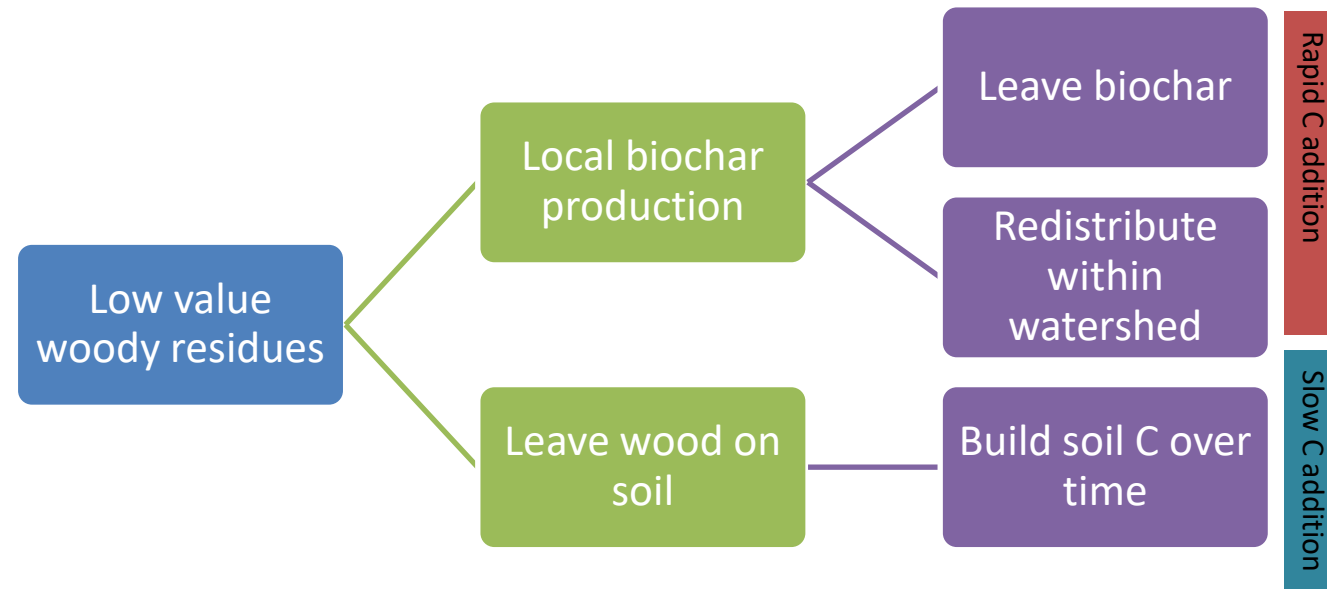 Low value
woody residues
Local biochar
production
Leave wood on
soil
Leave biochar
Redistribute
within
watershed
Build soil C over
time
Rapid C addition
Slow C addition